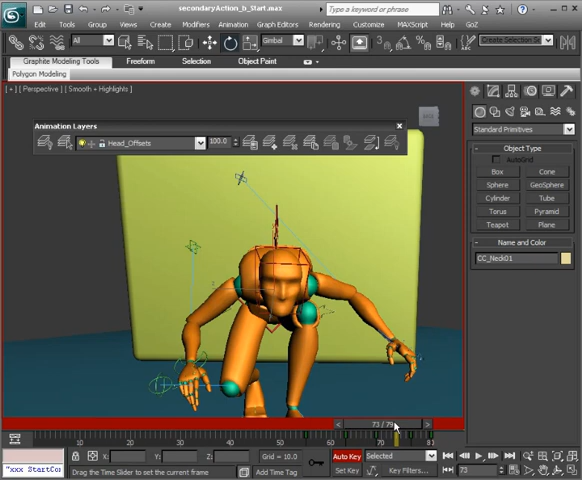 secondaryAction_b_Start.max
Type a keyword or phrase
Edit Tools Group Views Create Modifiers Animation Graph Editors Rendering Customize MAXScript Help GoZ
All Gimbal Create Selection Se
Graphite Modeling Tools Freeform Selection Object Paint
Polygon Modeling
[ + ] [ Perspective ] [ Smooth + Highlights ]
Animation Layers
Head_Offsets 100.0
Standard Primitives
Object Type
AutoGrid
Box Cone
Sphere GeoSphere
Cylinder Tube
Torus Pyramid
Teapot Plane
Name and Color
CC_Neck01
< 73 / 79 >
10 20 30 40 50 60 70 80
"xxx StartCo
X: Y: Z: Grid = 10.0
Drag the Time Slider to set the current frame
Add Time Tag
Auto Key Selected
Set Key Key Filters...
73